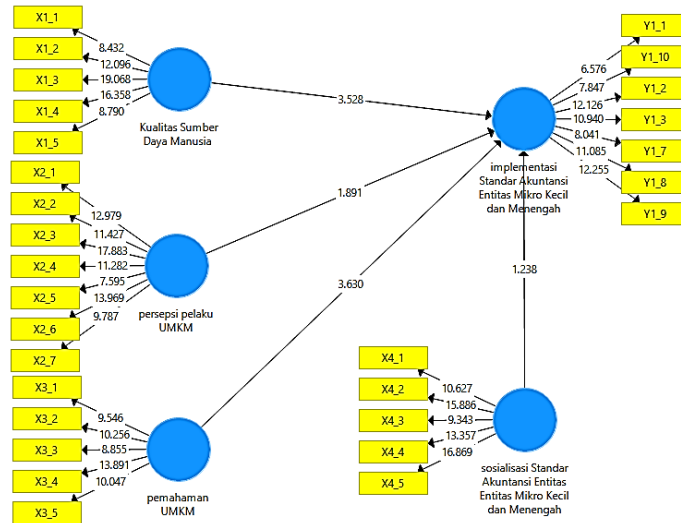 X1_1
X1_2
X1_3
X1_4
X1_5
8.432
12.096
19.068
16.358
8.790
Kualitas Sumber
Daya Manusia
3.528
X2_1
X2_2
X2_3
X2_4
X2_5
X2_6
X2_7
12.979
11.427
17.883
11.282
7.595
13.969
9.787
persepsi pelaku
UMKM
1.891
X3_1
X3_2
X3_3
X3_4
X3_5
9.546
10.256
8.855
13.891
10.047
pemahaman
UMKM
3.630
Y1_1
Y1_10
Y1_2
Y1_3
Y1_7
Y1_8
Y1_9
6.576
7.847
12.126
10.940
8.041
11.085
12.255
implementasi
Standar Akuntansi
Entitas Mikro Kecil
dan Menengah
1.238
X4_1
X4_2
X4_3
X4_4
X4_5
10.627
15.886
9.343
13.357
16.869
sosialisasi Standar
Akuntansi Entitas
Entitas Mikro Kecil
dan Menengah